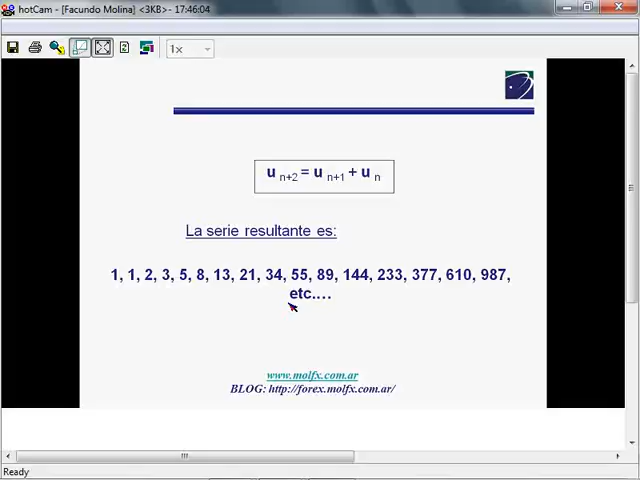 hotCam - [Facundo Molina] <3KB>- 17:46:04
2
1x
u n+2 = u n+1 + u n
La serie resultante es:
1, 1, 2, 3, 5, 8, 13, 21, 34, 55, 89, 144, 233, 377, 610, 987,
etc.…
www.molfx.com.ar
BLOG: http://forex.molfx.com.ar/
Ready